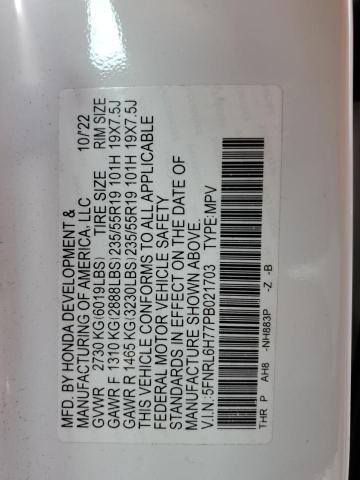 MFD. BY HONDA DEVELOPMENT &
MANUFACTURING OF AMERICA, LLC 10/22
GVWR 2730 KG(6019LBS) TIRE SIZE RIM SIZE
GAWR F 1310 KG(2888LBS) 235/55R19 101H 19X7.5J
GAWR R 1465 KG(3230LBS) 235/55R19 101H 19X7.5J
THIS VEHICLE CONFORMS TO ALL APPLICABLE
FEDERAL MOTOR VEHICLE SAFETY
STANDARDS IN EFFECT ON THE DATE OF
MANUFACTURE SHOWN ABOVE.
V.I.N.:5FNRL6H77PB021703 TYPE:MPV
THR P AH8 -NH883P -Z -B